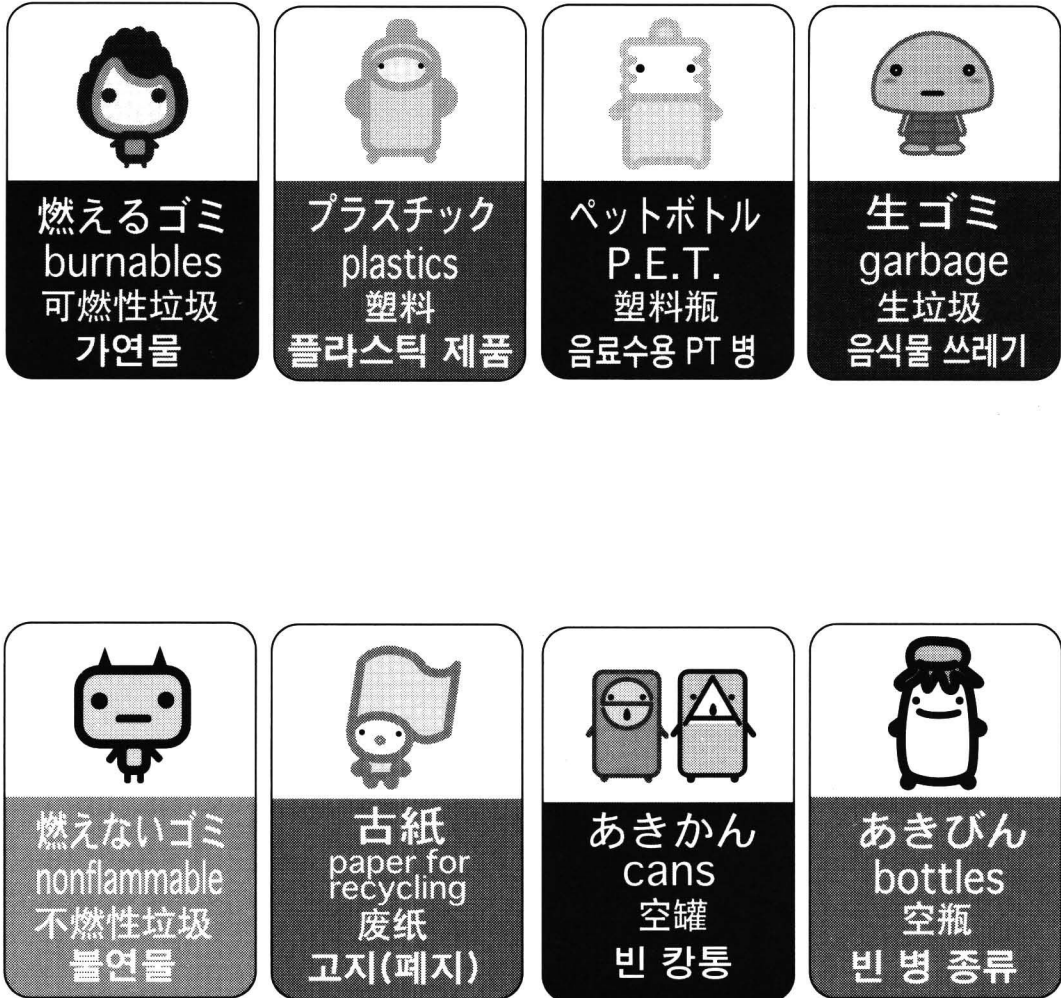 燃えるゴミ
burnables
可燃性垃圾
가연물
プラスチック
plastics
塑料
플라스틱 제품
ペットボトル
P.E.T.
塑料瓶
음료수용 PT 병
生ゴミ
garbage
生垃圾
음식물 쓰레기
燃えないゴミ
nonflammable
不燃性垃圾
불연물
古紙
paper for
recycling
废纸
고지(폐지)
あきかん
cans
空罐
빈 캉통
あきびん
bottles
空瓶
빈 병 종류